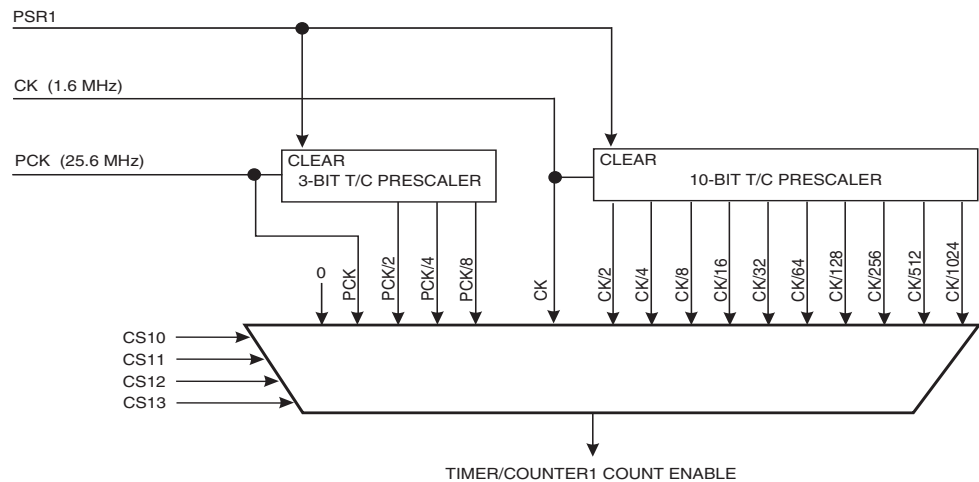 PSR1
CK (1.6 MHz)
PCK (25.6 MHz)
CLEAR
3-BIT T/C PRESCALER
CLEAR
10-BIT T/C PRESCALER
0
PCK
PCK/2
PCK/4
PCK/8
CK
CK/2
CK/4
CK/8
CK/16
CK/32
CK/64
CK/128
CK/256
CK/512
CK/1024
CS10
CS11
CS12
CS13
TIMER/COUNTER1 COUNT ENABLE